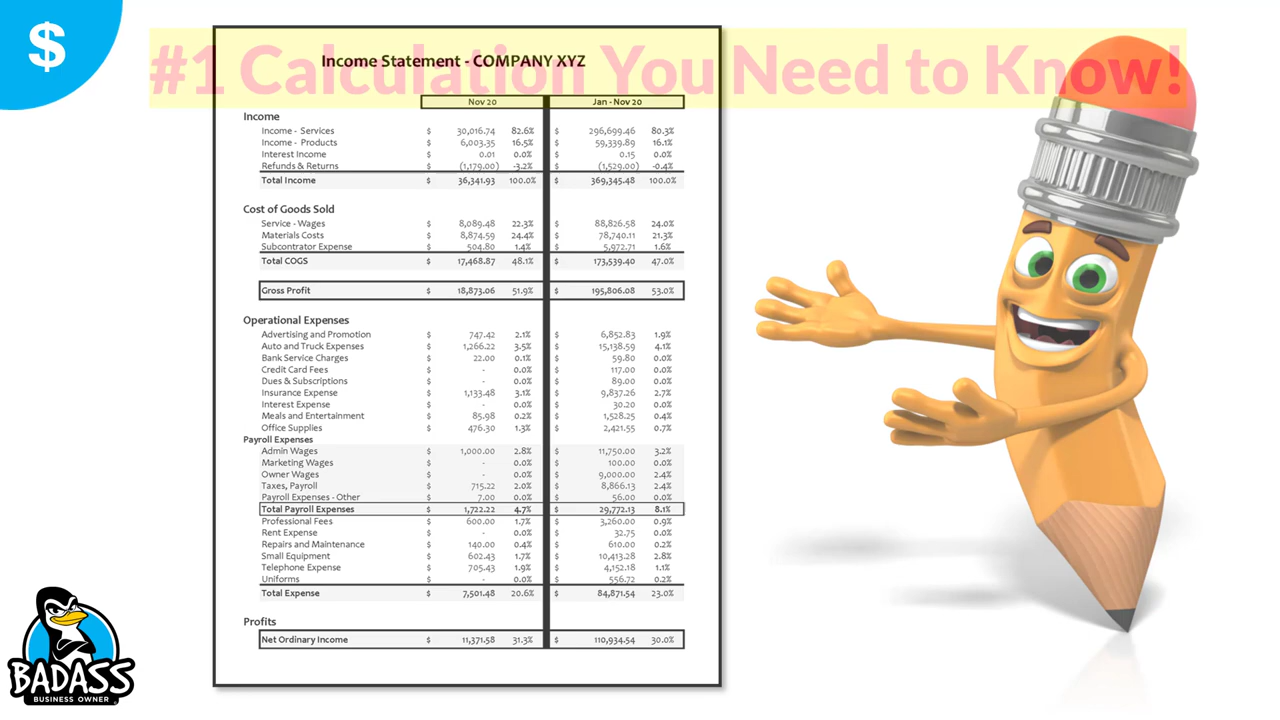 $
#1 Calculation You Need to Know!
Income Statement - COMPANY XYZ
Nov 20 Jan - Nov 20
Income
Income - Services $ 30,016.74 82.6% $ 296,699.46 80.3%
Income - Products $ 6,003.35 16.5% $ 59,339.89 16.1%
Interest Income $ 0.01 0.0% $ 0.15 0.0%
Refunds & Returns $ (1,179.00) -3.2% $ (1,529.00) -0.4%
Total Income $ 36,341.93 100.0% $ 369,345.48 100.0%
Cost of Goods Sold
Service - Wages $ 8,089.48 22.3% $ 88,826.58 24.0%
Materials Costs $ 8,874.59 24.4% $ 78,740.11 21.3%
Subcontrator Expense $ 504.80 1.4% $ 5,972.71 1.6%
Total COGS $ 17,468.87 48.1% $ 173,539.40 47.0%
Gross Profit $ 18,873.06 51.9% $ 195,806.08 53.0%
Operational Expenses
Advertising and Promotion $ 747.42 2.1% $ 6,852.83 1.9%
Auto and Truck Expenses $ 1,266.22 3.5% $ 15,138.59 4.1%
Bank Service Charges $ 22.00 0.1% $ 59.80 0.0%
Credit Card Fees $ - 0.0% $ 117.00 0.0%
Dues & Subscriptions $ - 0.0% $ 89.00 0.0%
Insurance Expense $ 1,133.48 3.1% $ 9,837.26 2.7%
Interest Expense $ - 0.0% $ 30.20 0.0%
Meals and Entertainment $ 85.98 0.2% $ 1,528.25 0.4%
Office Supplies $ 476.30 1.3% $ 2,421.55 0.7%
Payroll Expenses
Admin Wages $ 1,000.00 2.8% $ 11,750.00 3.2%
Marketing Wages $ - 0.0% $ 100.00 0.0%
Owner Wages $ - 0.0% $ 9,000.00 2.4%
Taxes, Payroll $ 715.22 2.0% $ 8,866.13 2.4%
Payroll Expenses - Other $ 7.00 0.0% $ 56.00 0.0%
Total Payroll Expenses $ 1,722.22 4.7% $ 29,772.13 8.1%
Professional Fees $ 600.00 1.7% $ 3,260.00 0.9%
Rent Expense $ - 0.0% $ 32.75 0.0%
Repairs and Maintenance $ 140.00 0.4% $ 610.00 0.2%
Small Equipment $ 602.43 1.7% $ 10,413.28 2.8%
Telephone Expense $ 705.43 1.9% $ 4,152.18 1.1%
Uniforms $ - 0.0% $ 556.72 0.2%
Total Expense $ 7,501.48 20.6% $ 84,871.54 23.0%
Profits
Net Ordinary Income $ 11,371.58 31.3% $ 110,934.54 30.0%
BADASS
BUSINESS OWNER